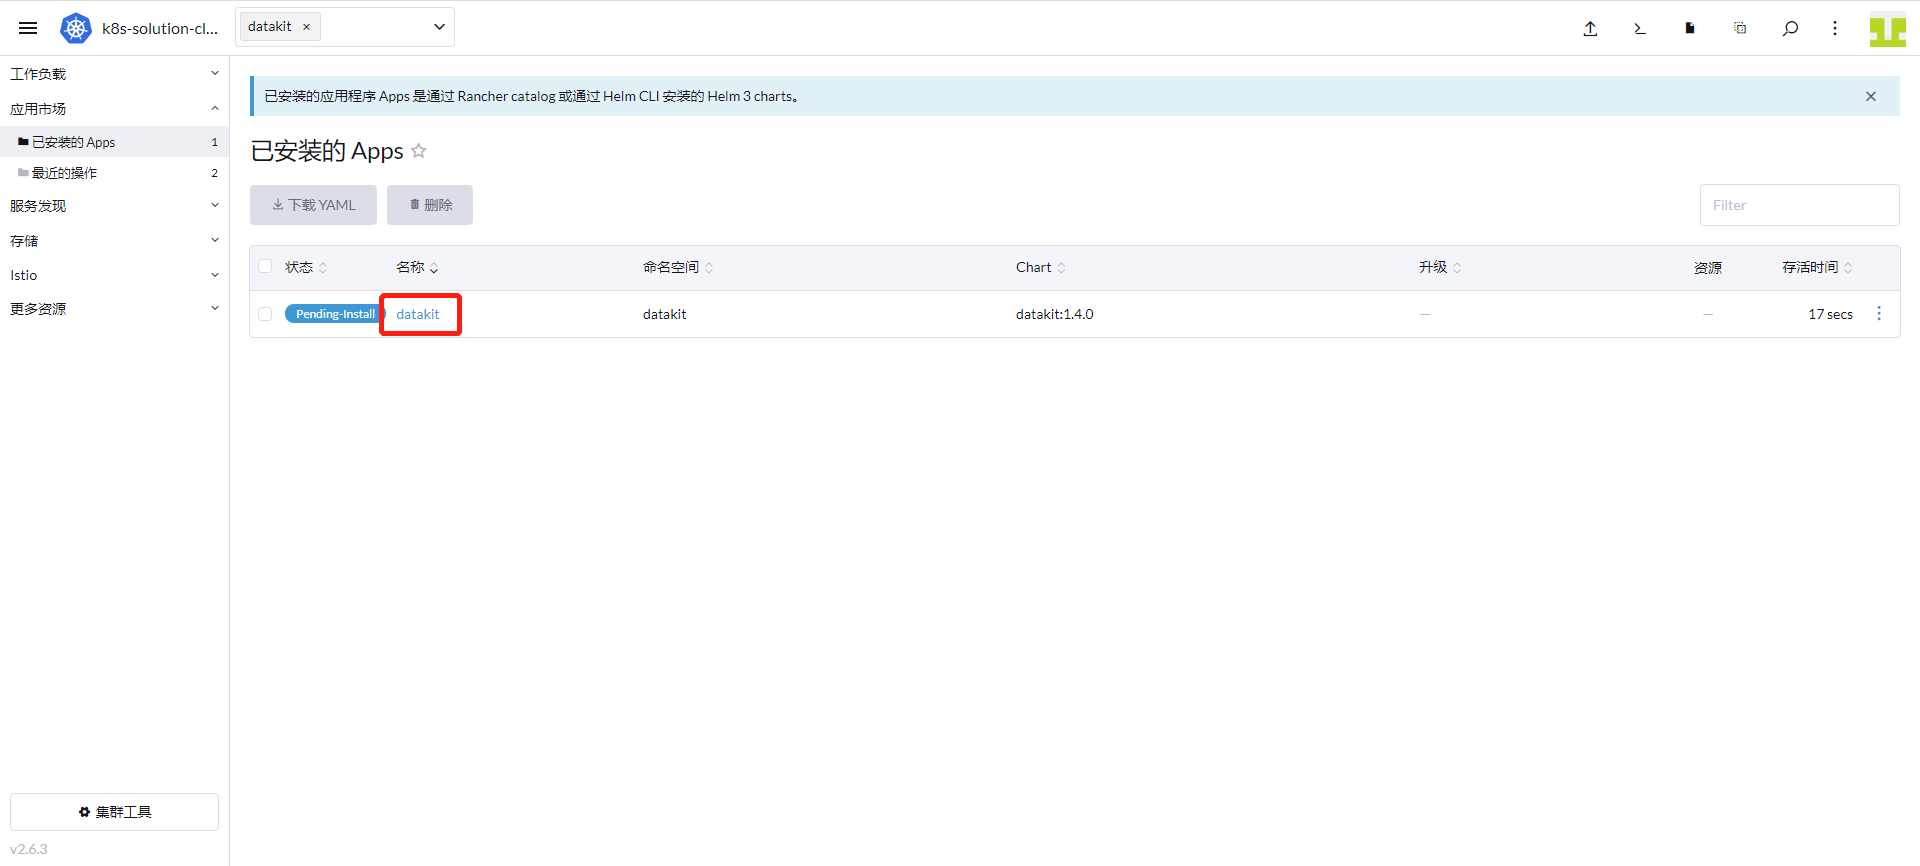 k8s-solution-cl...
datakit ×
工作负载
应用市场
已安装的 Apps 1
最近的操作 2
服务发现
存储
Istio
更多资源
集群工具
v2.6.3
已安装的应用程序 Apps 是通过 Rancher catalog 或通过 Helm CLI 安装的 Helm 3 charts。
已安装的 Apps
下载 YAML 删除 Filter
状态 名称 命名空间 Chart 升级 资源 存活时间
Pending-Install datakit datakit datakit:1.4.0 — — 17 secs